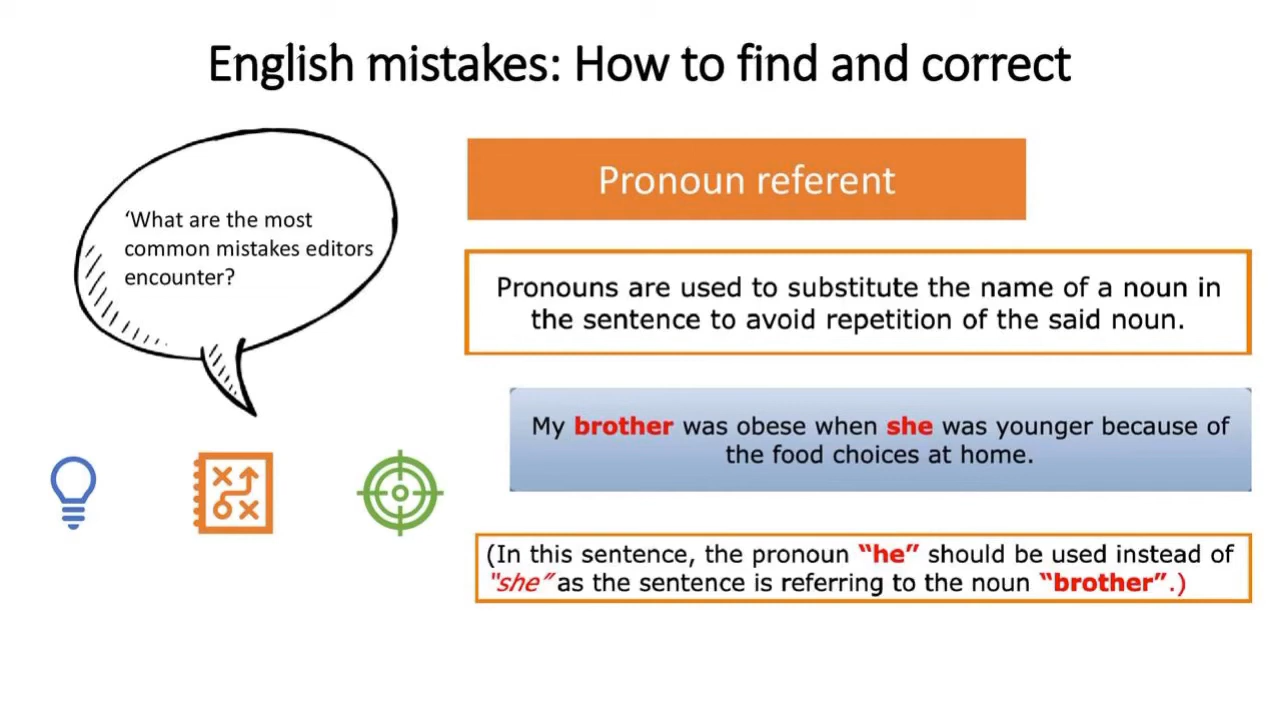 English mistakes: How to find and correct
‘What are the most
common mistakes editors
encounter?
Pronoun referent
Pronouns are used to substitute the name of a noun in
the sentence to avoid repetition of the said noun.
My brother was obese when she was younger because of
the food choices at home.
(In this sentence, the pronoun “he” should be used instead of
"she” as the sentence is referring to the noun “brother”.)